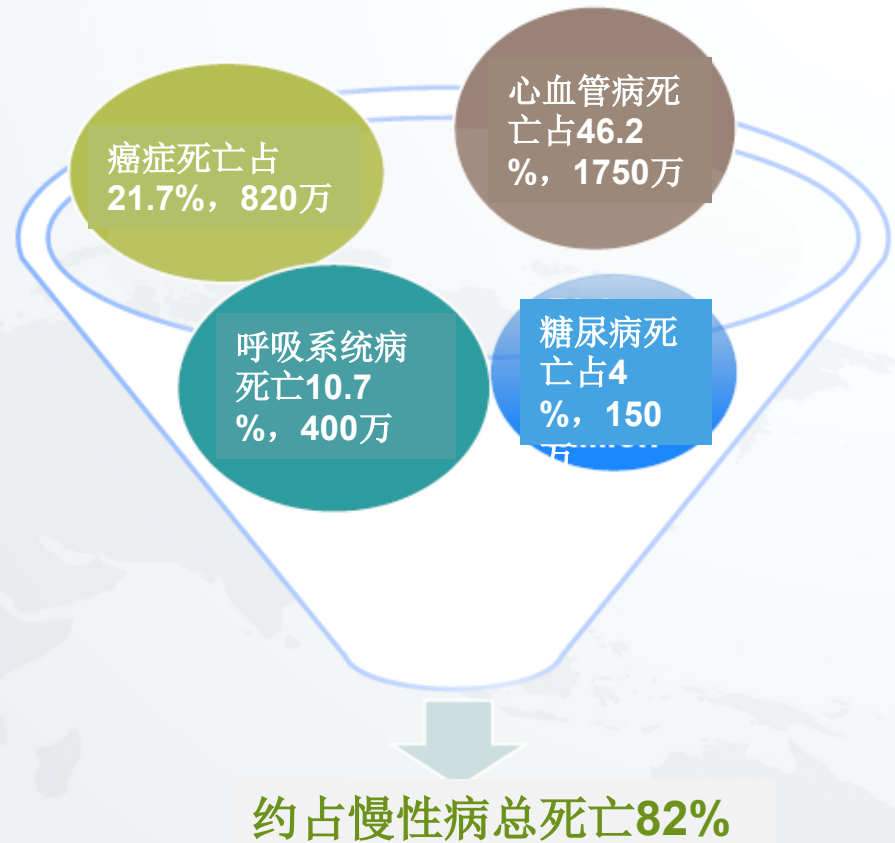 癌症死亡占
21.7%，820万
心血管病死
亡占46.2
%，1750万
呼吸系统病
死亡10.7
%，400万
糖尿病死
亡占4
%，150
万
约占慢性病总死亡82%